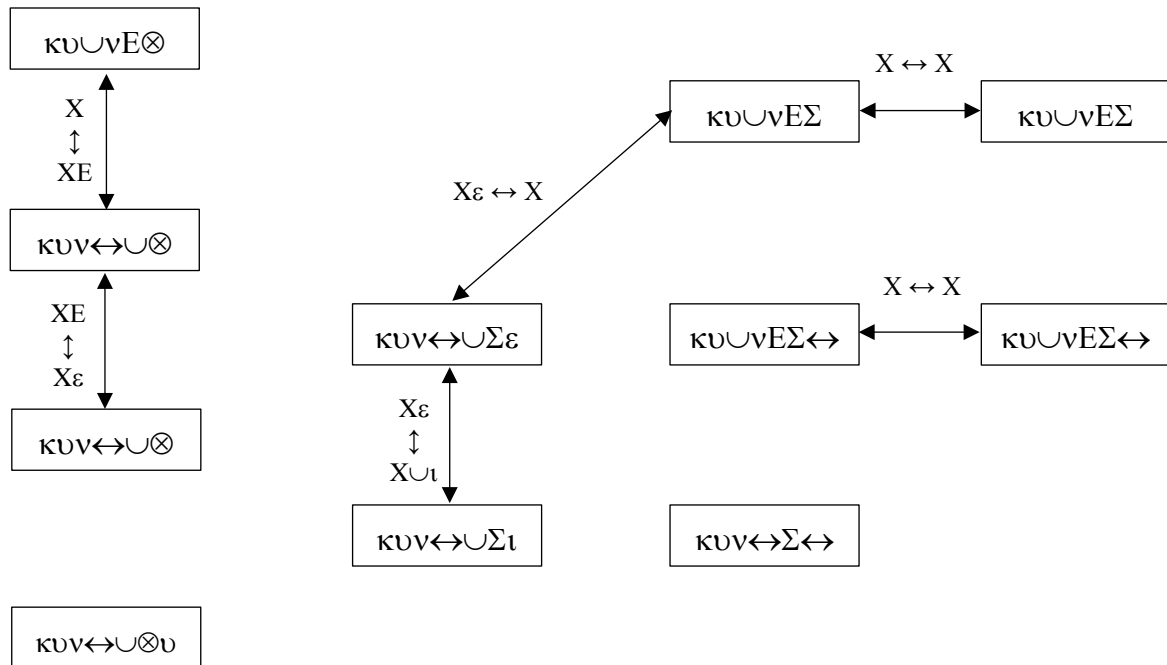 κυ∪νΕ⊗
X
↕
XE
κυν↔∪⊗
XE
↕
Xε
κυν↔∪⊗
κυν↔∪⊗υ
Xε ↔ X
κυν↔∪Σε
Xε
↕
X∪ι
κυν↔∪Σι
κυ∪νΕΣ
X ↔ X
κυ∪νΕΣ
κυ∪νΕΣ↔
X ↔ X
κυ∪νΕΣ↔
κυν↔Σ↔